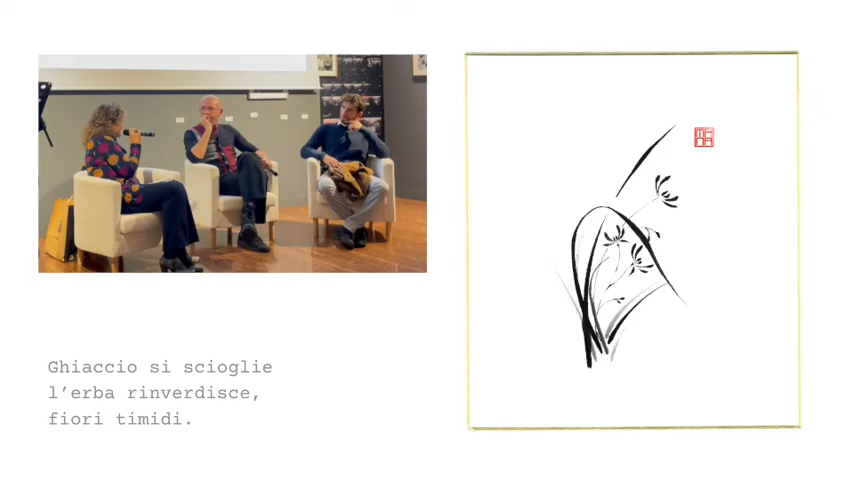 Ghiaccio si scioglie
l’erba rinverdisce,
fiori timidi.